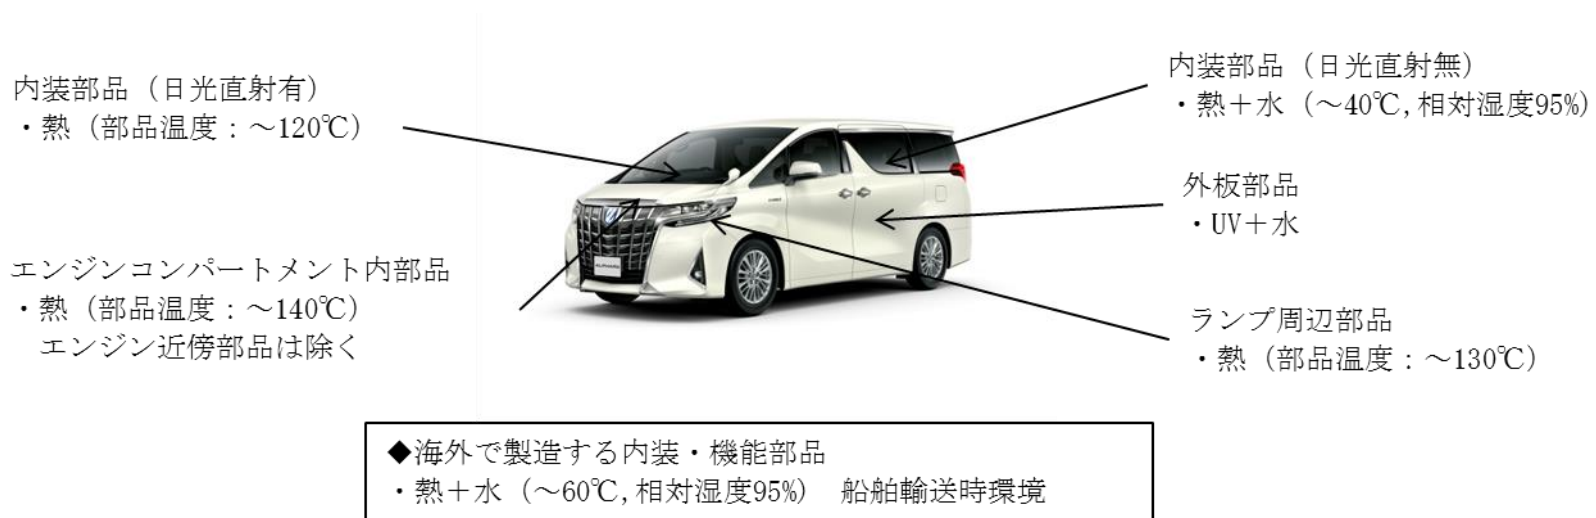 内装部品（日光直射有）
・熱（部品温度：～120℃）
内装部品（日光直射無）
・熱＋水（～40℃,相対湿度95%）
外板部品
・UV＋水
エンジンコンパートメント内部品
・熱（部品温度：～140℃）
エンジン近傍部品は除く
ランプ周辺部品
・熱（部品温度：～130℃）
◆海外で製造する内装・機能部品
・熱＋水（～60℃,相対湿度95%）　船舶輸送時環境